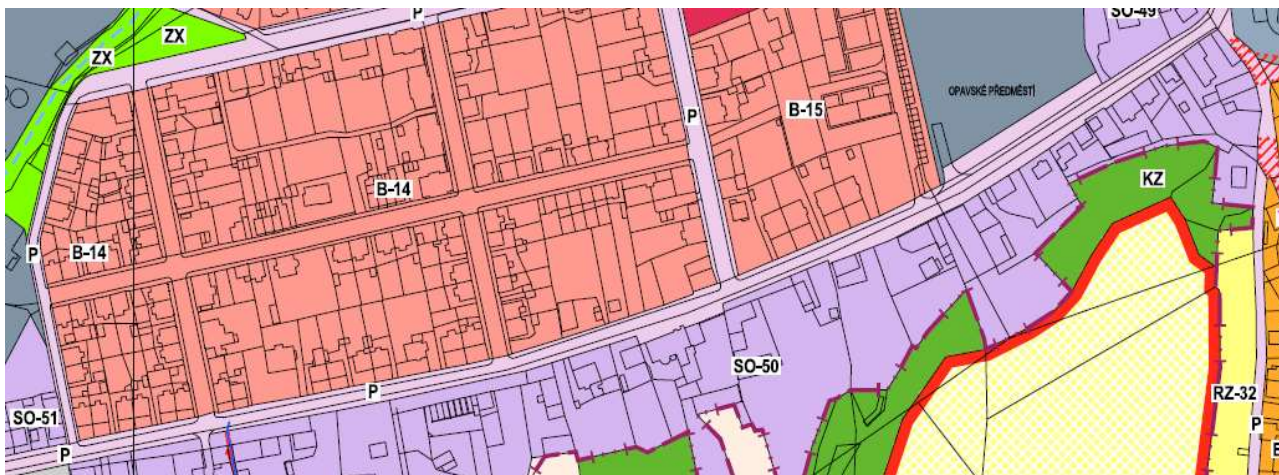 P
SO-49
ZX
ZX
OPAVSKÉ PŘEDMĚSTÍ
B-15
P
KZ
B-14
B-14
P
SO-50
P
RZ-32
SO-51
P
P